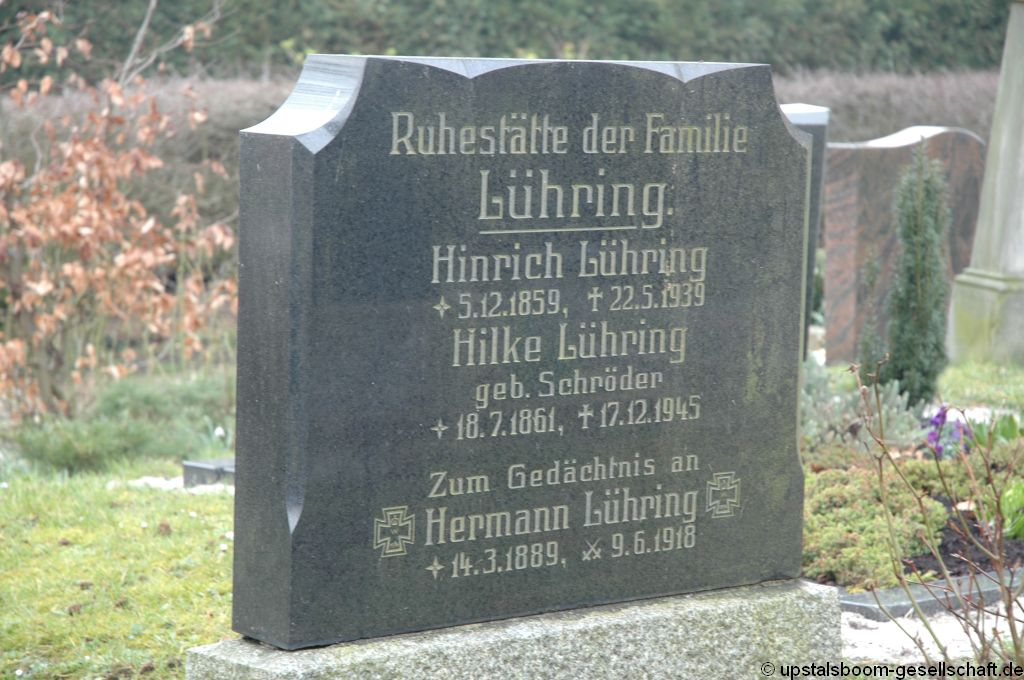 Ruhestätte der Familie
Lühring.
Hinrich Lühring
5.12.1859, † 22.5.1939
Hilke Lühring
geb. Schröder
18.7.1861, † 17.12.1945
Zum Gedächtnis an
Hermann Lühring
14.3.1889, ⚔ 9.6.1918
© upstalsboom-gesellschaft.de